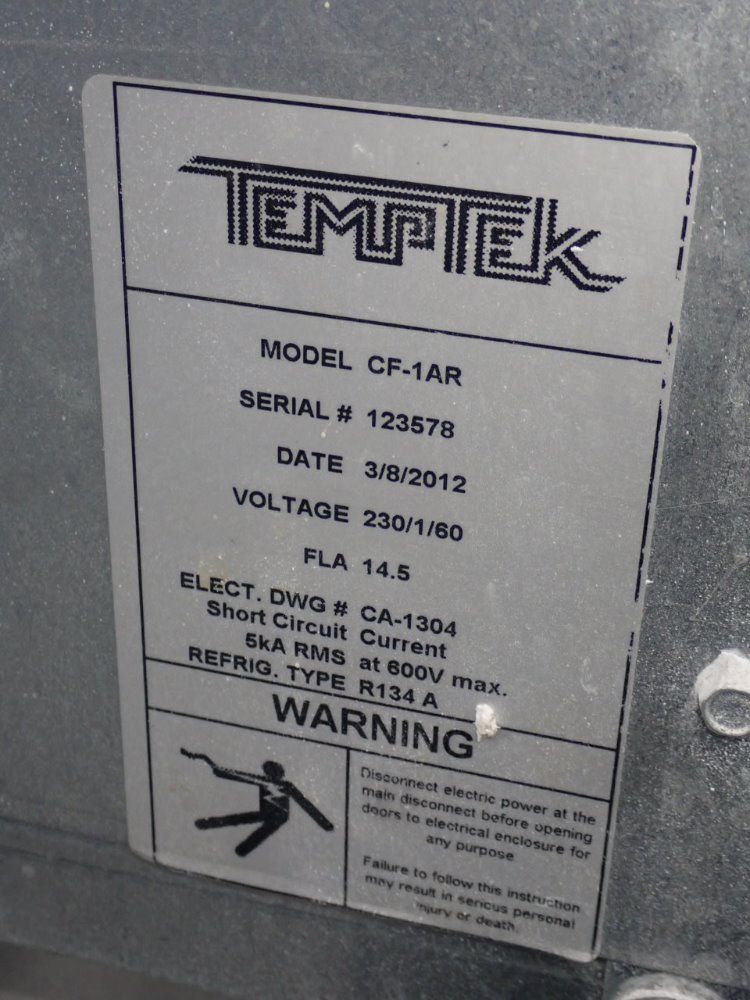 TEMPTEK
MODEL CF-1AR
SERIAL # 123578
DATE 3/8/2012
VOLTAGE 230/1/60
FLA 14.5
ELECT. DWG # CA-1304
Short Circuit Current
5kA RMS at 600V max.
REFRIG. TYPE R134 A
WARNING
Disconnect electric power at the
main disconnect before opening
doors to electrical enclosure for
any purpose
Failure to follow this instruction
may result in serious personal
injury or death.